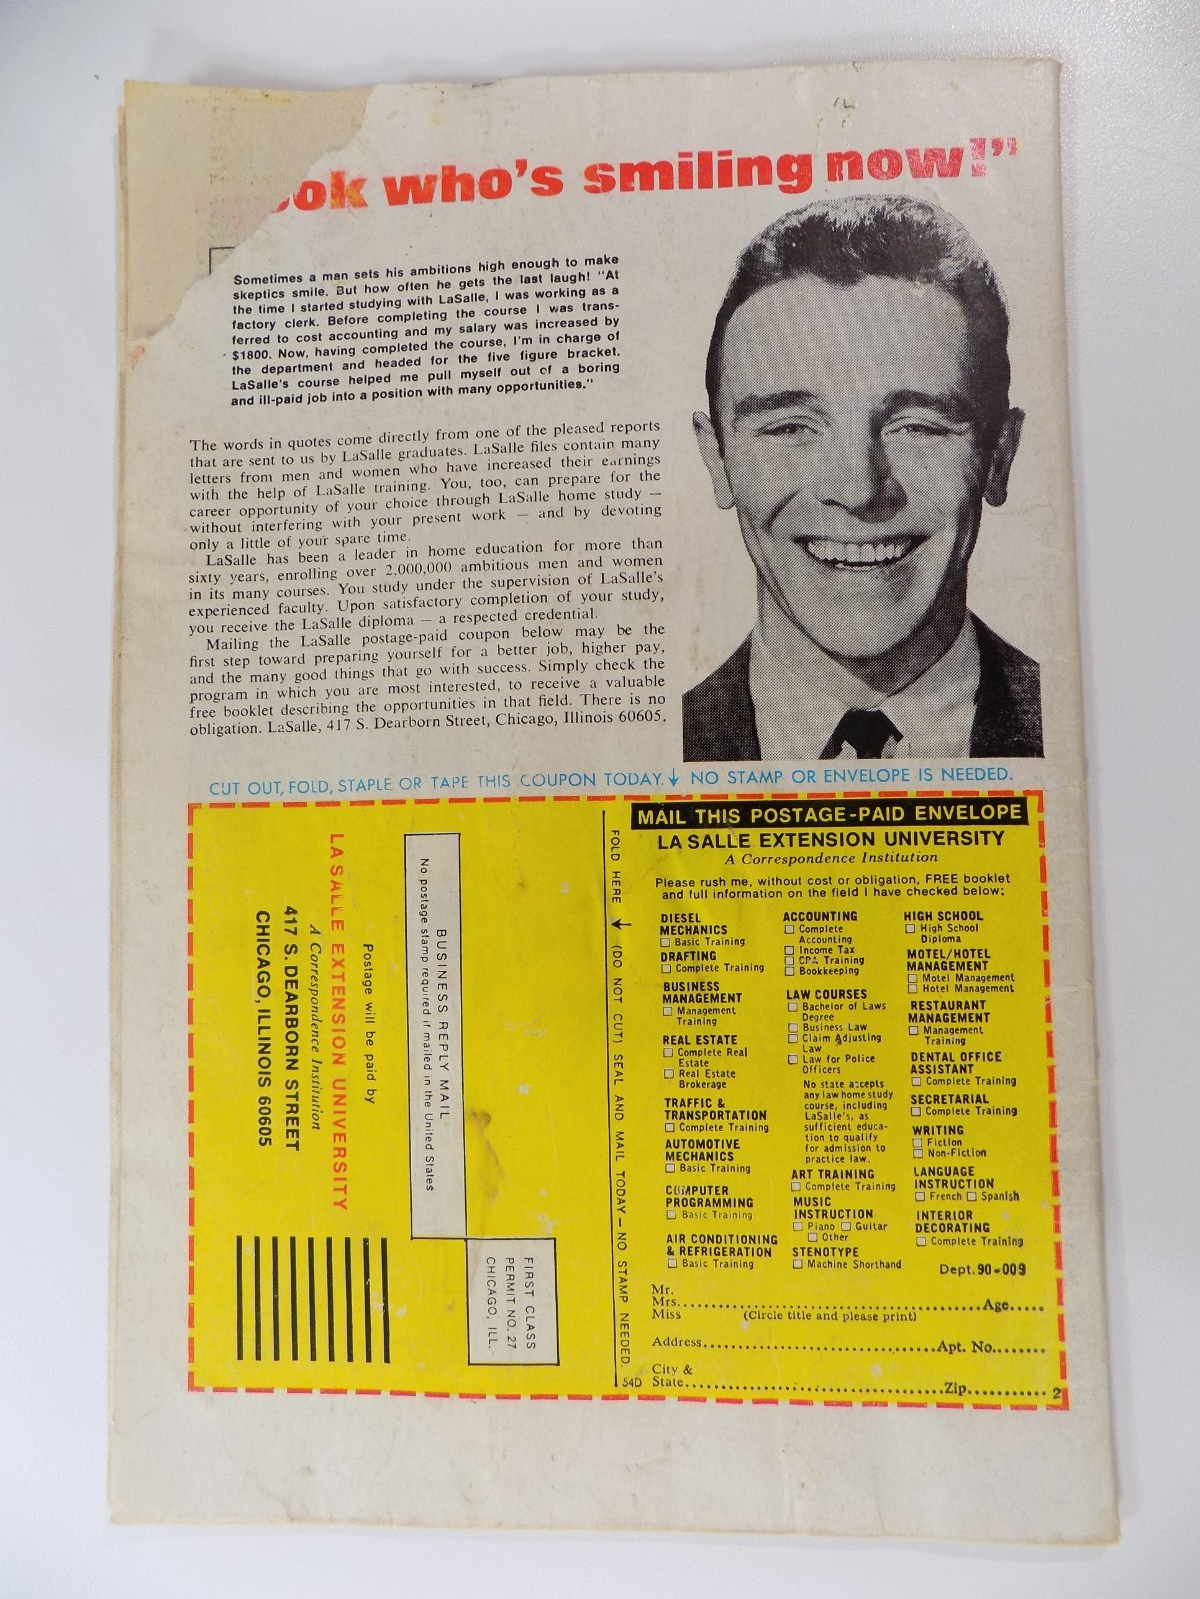 ok who's smiling now!”
Sometimes a man sets his ambitions high enough to make
skeptics smile. But how often he gets the last laugh! “At
the time I started studying with LaSalle, I was working as a
factory clerk. Before completing the course I was trans-
ferred to cost accounting and my salary was increased by
$1800. Now, having completed the course, I'm in charge of
the department and headed for the five figure bracket.
LaSalle's course helped me pull myself out of a boring
and ill-paid job into a position with many opportunities.”
The words in quotes come directly from one of the pleased reports
that are sent to us by LaSalle graduates. LaSalle files contain many
letters from men and women who have increased their earnings
with the help of LaSalle training. You, too, can prepare for the
career opportunity of your choice through LaSalle home study —
without interfering with your present work — and by devoting
only a little of your spare time.
LaSalle has been a leader in home education for more than
sixty years, enrolling over 2,000,000 ambitious men and women
in its many courses. You study under the supervision of LaSalle's
experienced faculty. Upon satisfactory completion of your study,
you receive the LaSalle diploma — a respected credential.
Mailing the LaSalle postage-paid coupon below may be the
first step toward preparing yourself for a better job, higher pay,
and the many good things that go with success. Simply check the
program in which you are most interested, to receive a valuable
free booklet describing the opportunities in that field. There is no
obligation. LaSalle, 417 S. Dearborn Street, Chicago, Illinois 60605.
CUT OUT, FOLD, STAPLE OR TAPE THIS COUPON TODAY. ↓ NO STAMP OR ENVELOPE IS NEEDED.
FIRST CLASS
PERMIT NO. 27
CHICAGO, ILL.
BUSINESS REPLY MAIL
No postage stamp required if mailed in the United States
Postage will be paid by
LA SALLE EXTENSION UNIVERSITY
A Correspondence Institution
417 S. DEARBORN STREET
CHICAGO, ILLINOIS 60605
FOLD HERE ↓ (DO NOT CUT) SEAL AND MAIL TODAY — NO STAMP NEEDED.
54D
MAIL THIS POSTAGE-PAID ENVELOPE
LA SALLE EXTENSION UNIVERSITY
A Correspondence Institution
Please rush me, without cost or obligation, FREE booklet
and full information on the field I have checked below:
DIESEL
MECHANICS
☐ Basic Training
DRAFTING
☐ Complete Training
BUSINESS
MANAGEMENT
☐ Management
Training
REAL ESTATE
☐ Complete Real
Estate
☐ Real Estate
Brokerage
TRAFFIC &
TRANSPORTATION
☐ Complete Training
AUTOMOTIVE
MECHANICS
☐ Basic Training
COMPUTER
PROGRAMMING
☐ Basic Training
AIR CONDITIONING
& REFRIGERATION
☐ Basic Training
ACCOUNTING
☐ Complete
Accounting
☐ Income Tax
☐ CPA Training
☐ Bookkeeping
LAW COURSES
☐ Bachelor of Laws
Degree
☐ Business Law
☐ Claim Adjusting
Law
☐ Law for Police
Officers
No state accepts
any law home study
course, including
LaSalle's, as
sufficient educa-
tion to qualify
for admission to
practice law.
ART TRAINING
☐ Complete Training
MUSIC
INSTRUCTION
☐ Piano ☐ Guitar
☐ Other
STENOTYPE
☐ Machine Shorthand
HIGH SCHOOL
☐ High School
Diploma
MOTEL/HOTEL
MANAGEMENT
☐ Motel Management
☐ Hotel Management
RESTAURANT
MANAGEMENT
☐ Management
Training
DENTAL OFFICE
ASSISTANT
☐ Complete Training
SECRETARIAL
☐ Complete Training
WRITING
☐ Fiction
☐ Non-Fiction
LANGUAGE
INSTRUCTION
☐ French ☐ Spanish
INTERIOR
DECORATING
☐ Complete Training
Dept. 90-009
Mr.
Mrs. Age
Miss (Circle title and please print)
Address Apt. No.
City &
State Zip 2